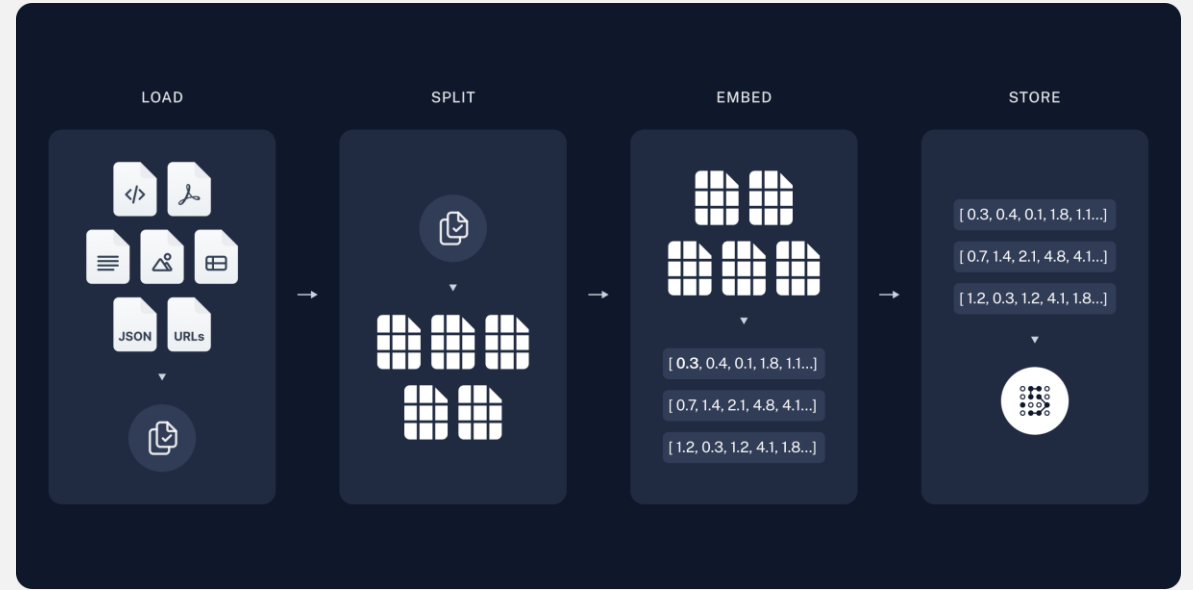 LOAD
SPLIT
EMBED
STORE
</>
JSON
URLs
[ 0.3, 0.4, 0.1, 1.8, 1.1...]
[ 0.7, 1.4, 2.1, 4.8, 4.1...]
[ 1.2, 0.3, 1.2, 4.1, 1.8...]
[ 0.3, 0.4, 0.1, 1.8, 1.1...]
[ 0.7, 1.4, 2.1, 4.8, 4.1...]
[ 1.2, 0.3, 1.2, 4.1, 1.8...]